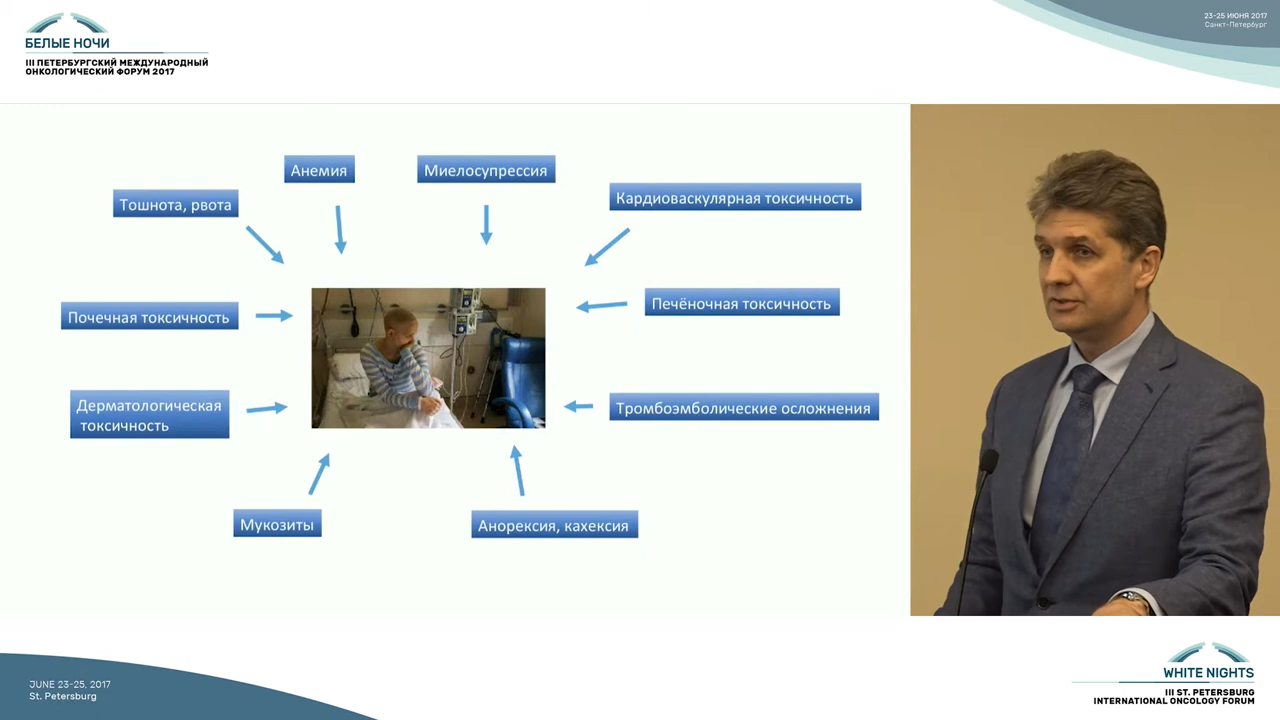 БЕЛЫЕ НОЧИ
III ПЕТЕРБУРГСКИЙ МЕЖДУНАРОДНЫЙ
ОНКОЛОГИЧЕСКИЙ ФОРУМ 2017
23-25 ИЮНЯ 2017
Санкт-Петербург
Анемия
Миелосупрессия
Тошнота, рвота
Кардиоваскулярная токсичность
Почечная токсичность
Печёночная токсичность
Дерматологическая
токсичность
Тромбоэмболические осложнения
Мукозиты
Анорексия, кахексия
JUNE 23-25, 2017
St. Petersburg
WHITE NIGHTS
III ST. PETERSBURG
INTERNATIONAL ONCOLOGY FORUM